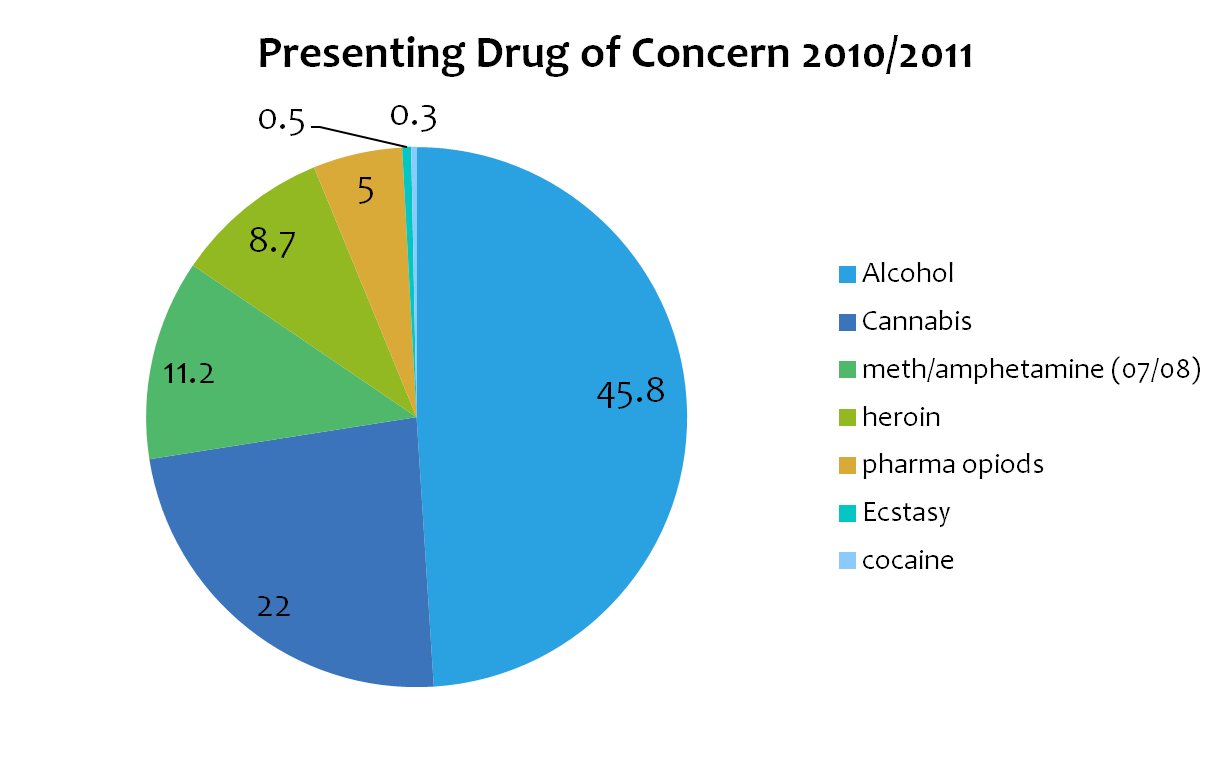 Presenting Drug of Concern 2010/2011
0.5
0.3
5
8.7
11.2
45.8
22
Alcohol
Cannabis
meth/amphetamine (07/08)
heroin
pharma opiods
Ecstasy
cocaine